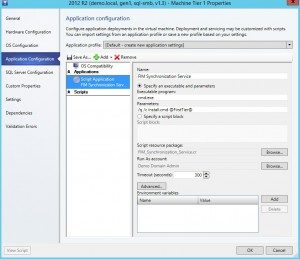 2012 R2 (demo.local, gen1, sql-smb, v1.3) - Machine Tier 1 Properties
General
Hardware Configuration
OS Configuration
Application Configuration
SQL Server Configuration
Custom Properties
Settings
Dependencies
Validation Errors
Application configuration
Configure application deployments in the virtual machine. Deployment and servicing may be customized with scripts. You can import settings from an application profile or save a new profile based on your settings.
Application profile: [Default - create new application settings]
Save As... Add Remove
OS Compatibility
Applications
Script Application
FIM Synchronization Serv...
Scripts
Name:
FIM Synchronization Service
Specify an executable and parameters
Executable program:
cmd.exe
Parameters:
/q /c install.cmd @FirstTier@
Specify a script block
Script block:
Script resource package:
FIM_Synchronization_Service.cr
Browse...
Run As account:
Demo Domain Admin
Browse...
Timeout (seconds): 300
Advanced...
Environment variables:
Name Value
Add
Delete
View Script
OK Cancel